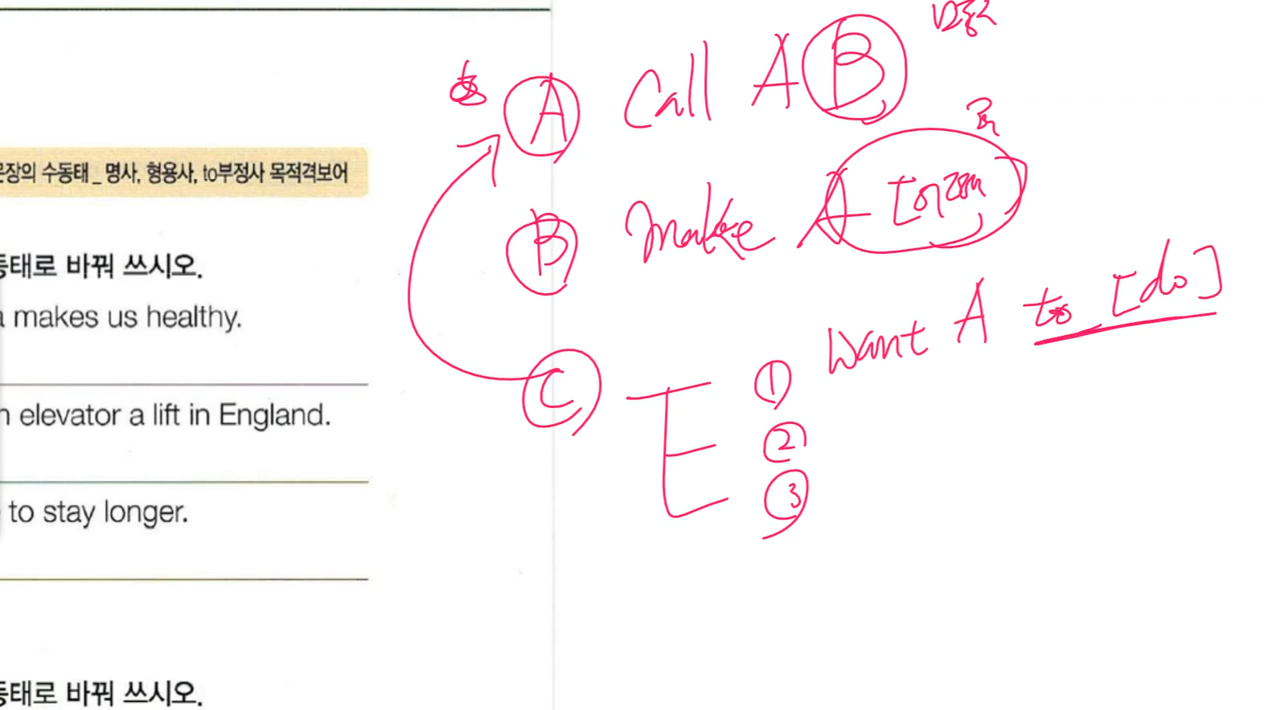 A Call A B
B make A [형]
문장의 수동태 _ 명사, 형용사, to부정사 목적격보어
동태로 바꿔 쓰시오.
a makes us healthy.
Want A to [do]
C ①
②
③
n elevator a lift in England.
to stay longer.
동태로 바꿔 쓰시오.